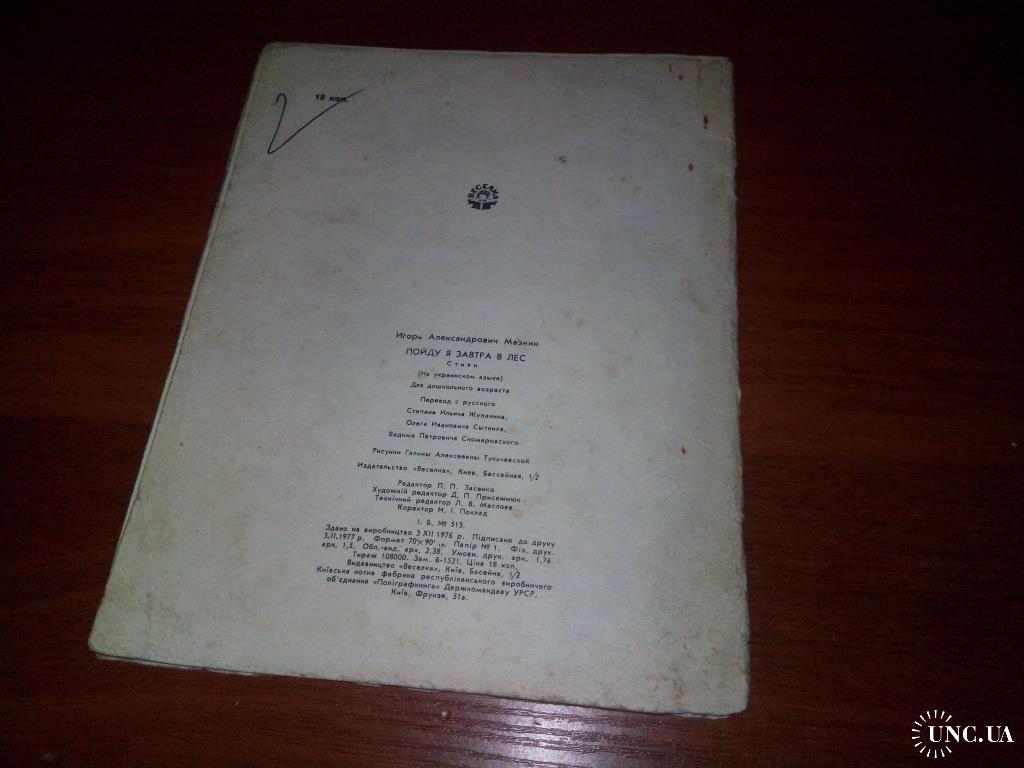 18 коп.
ВЕСЕЛКА
Игорь Александрович Мазнин
ПОЙДУ Я ЗАВТРА В ЛЕС
Стихи
(На украинском языке)
Для дошкольного возраста
Перевод с русского
Степана Ильича Жупанина,
Олега Ивановича Сытника,
Вадима Петровича Скомаровского
Рисунки Галины Алексеевны Тульчевской
Издательство «Веселка», Киев, Бассейная, 1/2
Редактор П. П. Засенко
Художній редактор Д. П. Присяжнюк
Технічний редактор Л. В. Маслова
Коректор Н. І. Поклад
І. Б. № 513.
Здано на виробництво 3 XII 1976 р. Підписано до друку
3.II.1977 р. Формат 70×90 1/16. Папір № 1. Фіз. друк.
арк. 1,5. Обл.-вид. арк. 2,38. Умовн. друк. арк. 1,76
Тираж 108000. Зам. 6-1521. Ціна 18 коп.
Видавництво «Веселка», Київ, Басейна, 1/2
Київська нотна фабрика республіканського виробничого
об'єднання «Поліграфкнига» Держкомвидаву УРСР,
Київ, Фрунзе, 51а.
UNC.UA